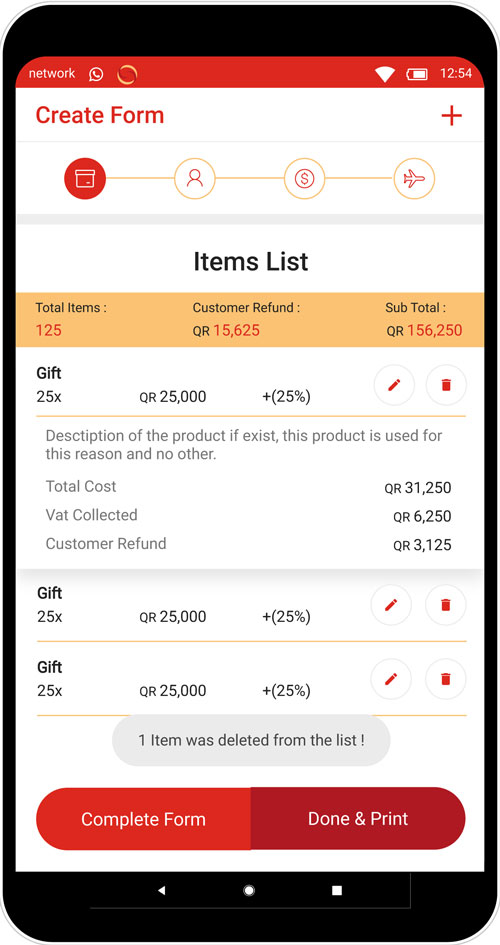 network 12:54
Create Form
Items List
Total Items : Customer Refund : Sub Total :
125 QR 15,625 QR 156,250
Gift
25x QR 25,000 +(25%)
Desctiption of the product if exist, this product is used for
this reason and no other.
Total Cost QR 31,250
Vat Collected QR 6,250
Customer Refund QR 3,125
Gift
25x QR 25,000 +(25%)
Gift
25x QR 25,000 +(25%)
1 Item was deleted from the list !
Complete Form Done & Print